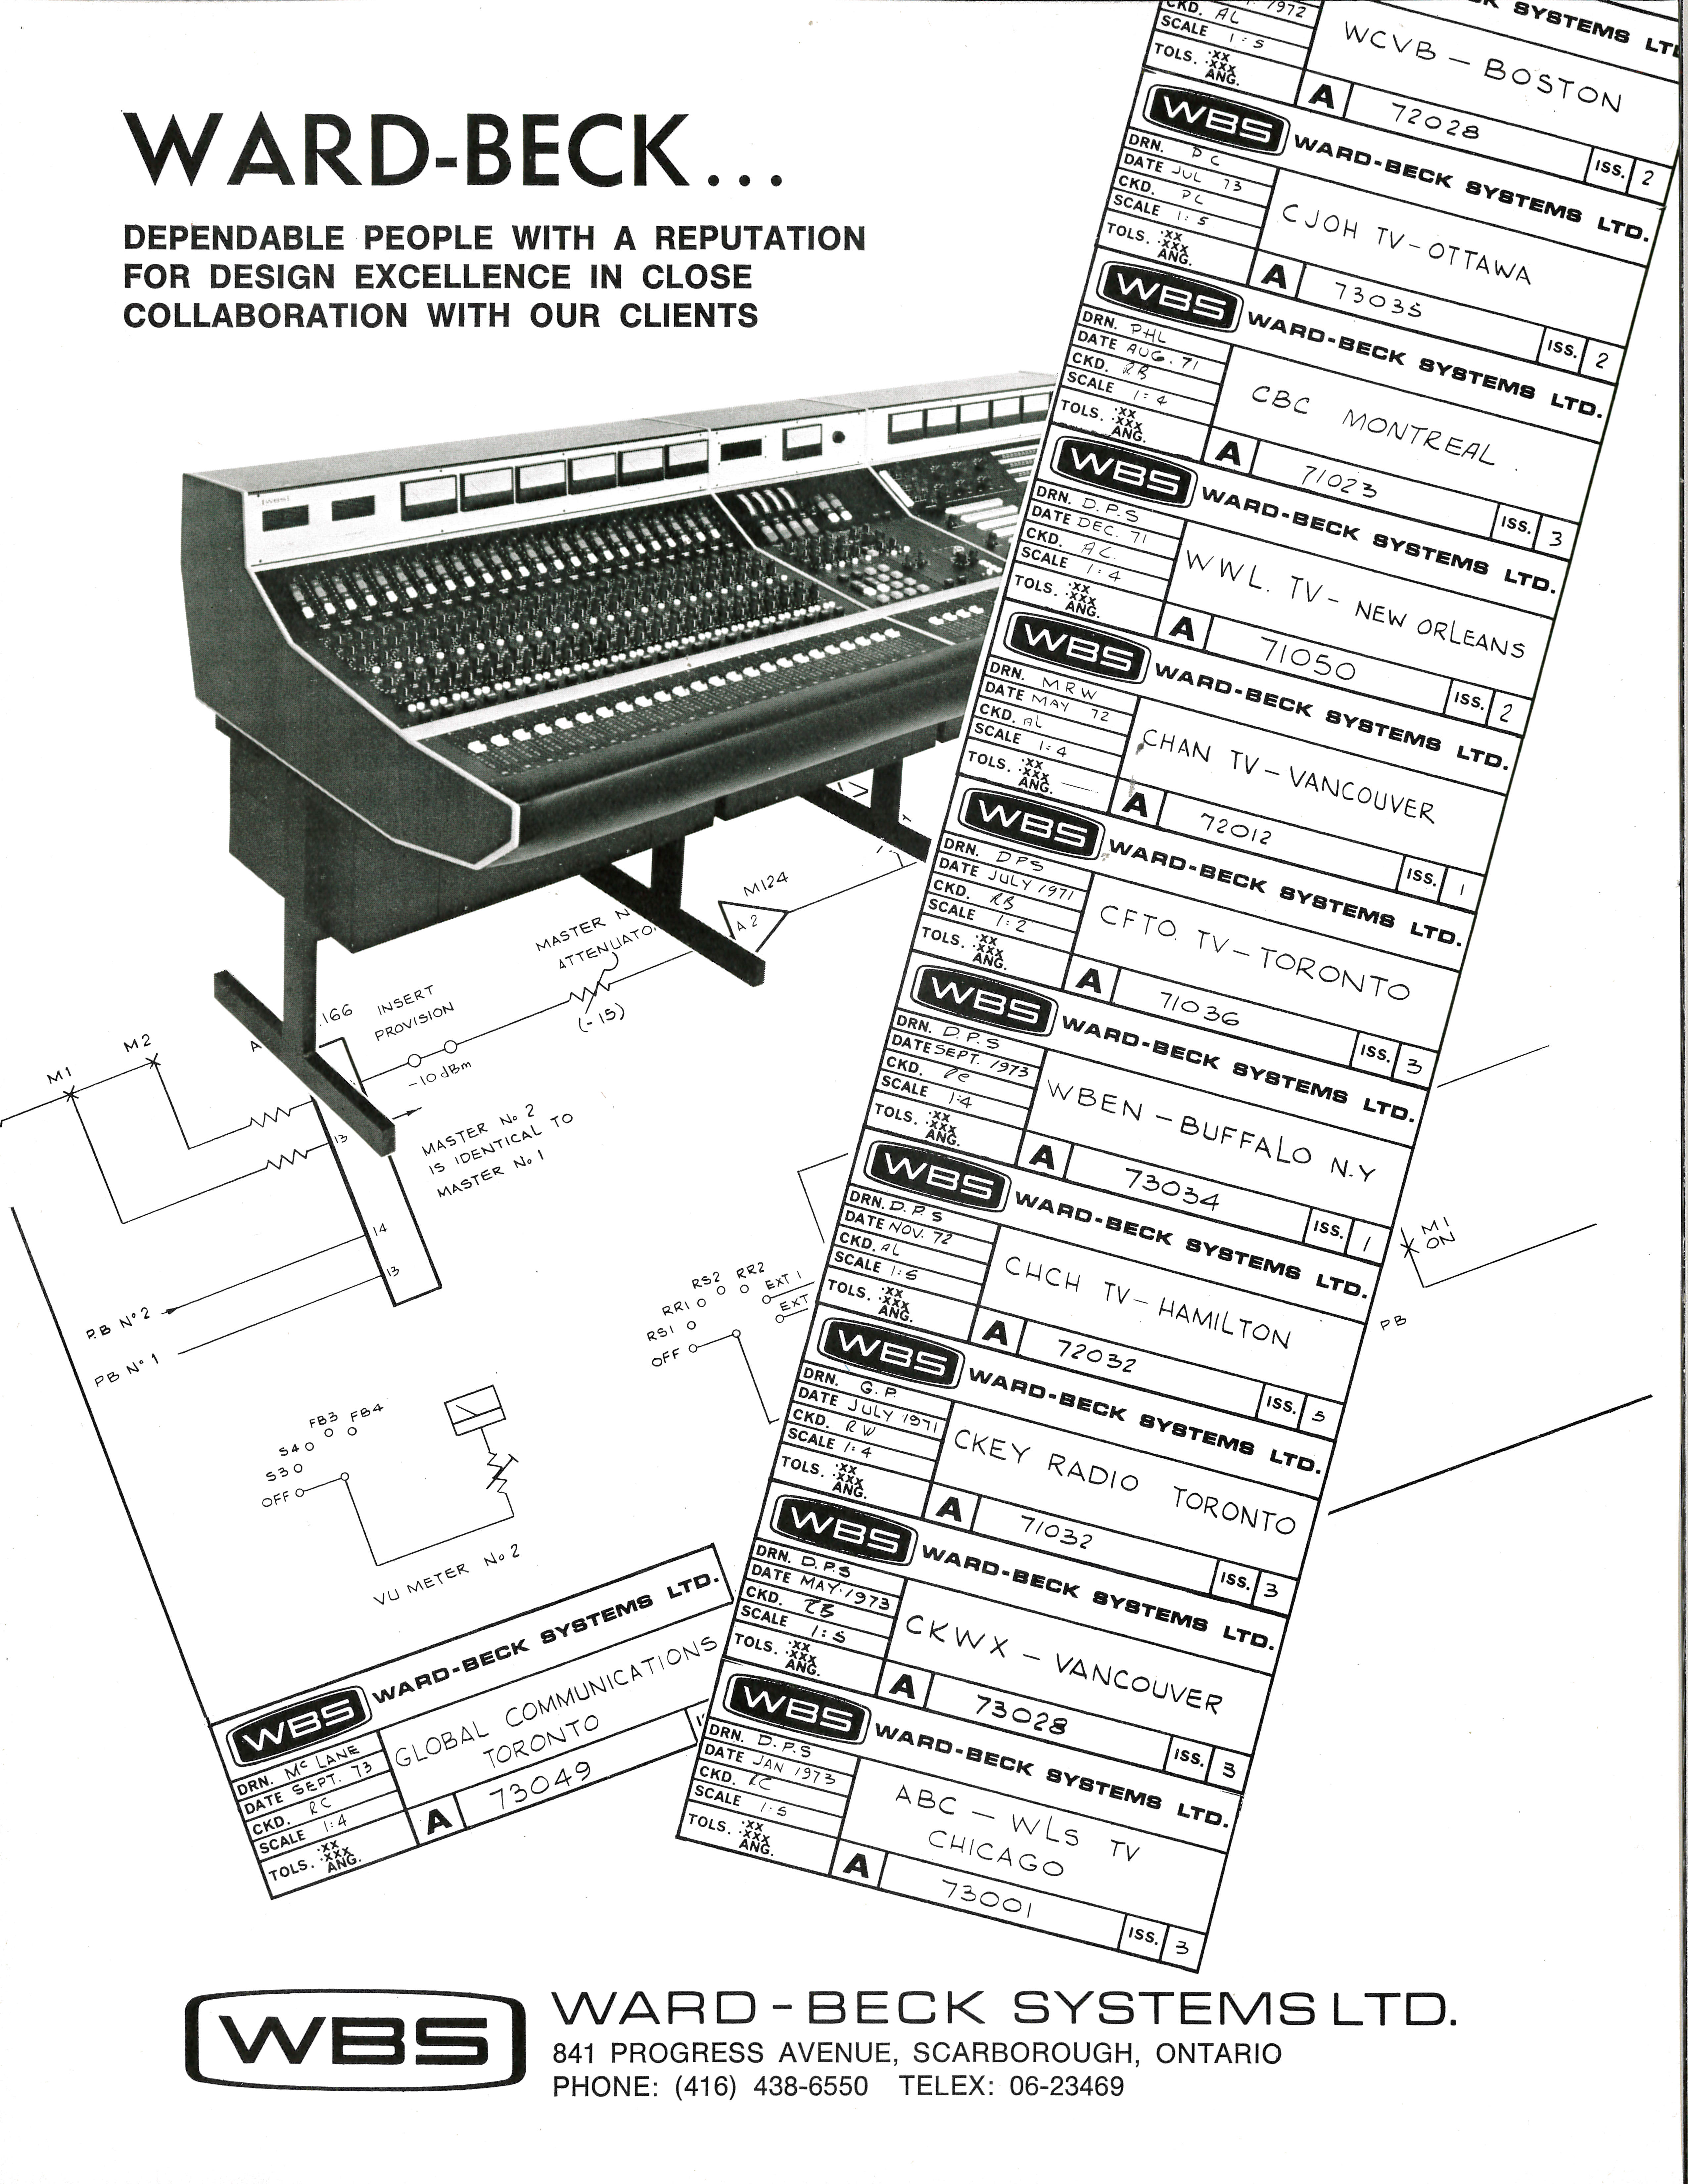 WARD-BECK...
DEPENDABLE PEOPLE WITH A REPUTATION
FOR DESIGN EXCELLENCE IN CLOSE
COLLABORATION WITH OUR CLIENTS
1972
CKD. AL
SCALE 1:5
TOLS. .XX
.XXX
ANG.
SYSTEMS LTD
WCVB - BOSTON
A 72028
ISS. 2
WBS WARD-BECK SYSTEMS LTD.
DRN. DC
DATE JUL 73
CKD. PC
SCALE 1:5
TOLS. .XX
.XXX
ANG.
CJOH TV - OTTAWA
A 73035
ISS. 2
WBS WARD-BECK SYSTEMS LTD.
DRN. PHL
DATE AUG. 71
CKD. RB
SCALE 1:4
TOLS. .XX
.XXX
ANG.
CBC MONTREAL
A 71023
ISS. 3
WBS WARD-BECK SYSTEMS LTD.
DRN. D.P.S
DATE DEC. 71
CKD. AC.
SCALE 1:4
TOLS. .XX
.XXX
ANG.
WWL. TV - NEW ORLEANS
A 71050
ISS. 2
WBS WARD-BECK SYSTEMS LTD.
DRN. MRW
DATE MAY 72
CKD. AL
SCALE 1:4
TOLS. .XX
.XXX
ANG.
CHAN TV - VANCOUVER
A 72012
ISS. 1
WBS WARD-BECK SYSTEMS LTD.
DRN. DPS
DATE JULY 1971
CKD. RB
SCALE 1:2
TOLS. .XX
.XXX
ANG.
CFTO. TV - TORONTO
A 71036
ISS. 3
WBS WARD-BECK SYSTEMS LTD.
DRN. D.P.S
DATE SEPT. 1973
CKD.
SCALE 1:4
TOLS. .XX
.XXX
ANG.
WBEN - BUFFALO N.Y
A 73034
ISS. 1
WBS WARD-BECK SYSTEMS LTD.
DRN. D.P.S
DATE NOV. 72
CKD. AL
SCALE 1:5
TOLS. .XX
.XXX
ANG.
CHCH TV - HAMILTON
A 72032
ISS. 5
WBS WARD-BECK SYSTEMS LTD.
DRN. G.P.
DATE JULY 1971
CKD. RW
SCALE 1:4
TOLS. .XX
.XXX
ANG.
CKEY RADIO TORONTO
A 71032
ISS. 3
WBS WARD-BECK SYSTEMS LTD.
DRN. D.P.S
DATE MAY. 1973
CKD. RB
SCALE 1:5
TOLS. .XX
.XXX
ANG.
CKWX - VANCOUVER
A 73028
ISS. 3
WBS WARD-BECK SYSTEMS LTD.
DRN. D.P.S
DATE JAN 1973
CKD. RC
SCALE 1:5
TOLS. .XX
.XXX
ANG.
ABC - WLS TV
CHICAGO
A 73001
ISS. 3
M124
A2
MASTER N
ATTENUATO
(-15)
166 INSERT
PROVISION
-10 dBm
A
M1
M2
13
14
13
MASTER No 2
IS IDENTICAL TO
MASTER No 1
P.B No 2
PB No 1
M1
ON
PB
RS2 RR2
RR1 EXT 1
RS1 EXT
OFF
FB3 FB4
S4
S3
OFF
VU METER No 2
WBS WARD-BECK SYSTEMS LTD.
DRN. Mc LANE
DATE SEPT. 73
CKD. RC
SCALE 1:4
TOLS. .XX
.XXX
ANG.
GLOBAL COMMUNICATIONS
TORONTO
A 73049
WBS WARD-BECK SYSTEMS LTD.
841 PROGRESS AVENUE, SCARBOROUGH, ONTARIO
PHONE: (416) 438-6550 TELEX: 06-23469